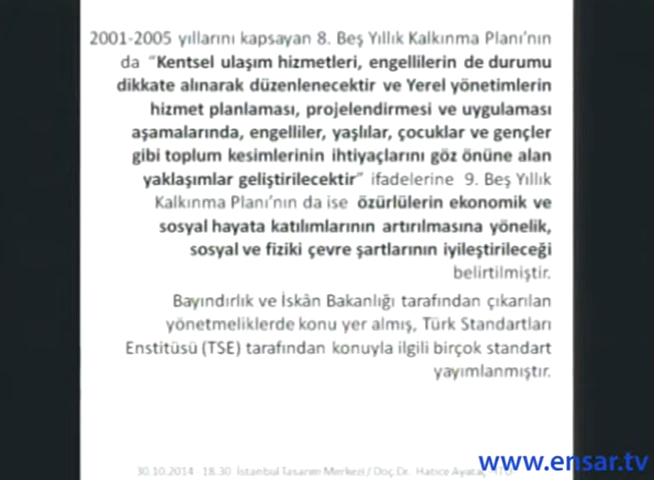 2001-2005 yıllarını kapsayan 8. Beş Yıllık Kalkınma Planı'nın
da "Kentsel ulaşım hizmetleri, engellilerin de durumu
dikkate alınarak düzenlenecektir ve Yerel yönetimlerin
hizmet planlaması, projelendirmesi ve uygulaması
aşamalarında, engelliler, yaşlılar, çocuklar ve gençler
gibi toplum kesimlerinin ihtiyaçlarını göz önüne alan
yaklaşımlar geliştirilecektir" ifadelerine 9. Beş Yıllık
Kalkınma Planı'nın da ise özürlülerin ekonomik ve
sosyal hayata katılımlarının artırılmasına yönelik,
sosyal ve fiziki çevre şartlarının iyileştirileceği
belirtilmiştir.
Bayındırlık ve İskân Bakanlığı tarafından çıkarılan
yönetmeliklerde konu yer almış, Türk Standartları
Enstitüsü (TSE) tarafından konuyla ilgili birçok standart
yayımlanmıştır.
30.10.2014 - 18.30 İstanbul Tasarım Merkezi / Doç. Dr. Hatice Ayataç
www.ensar.tv